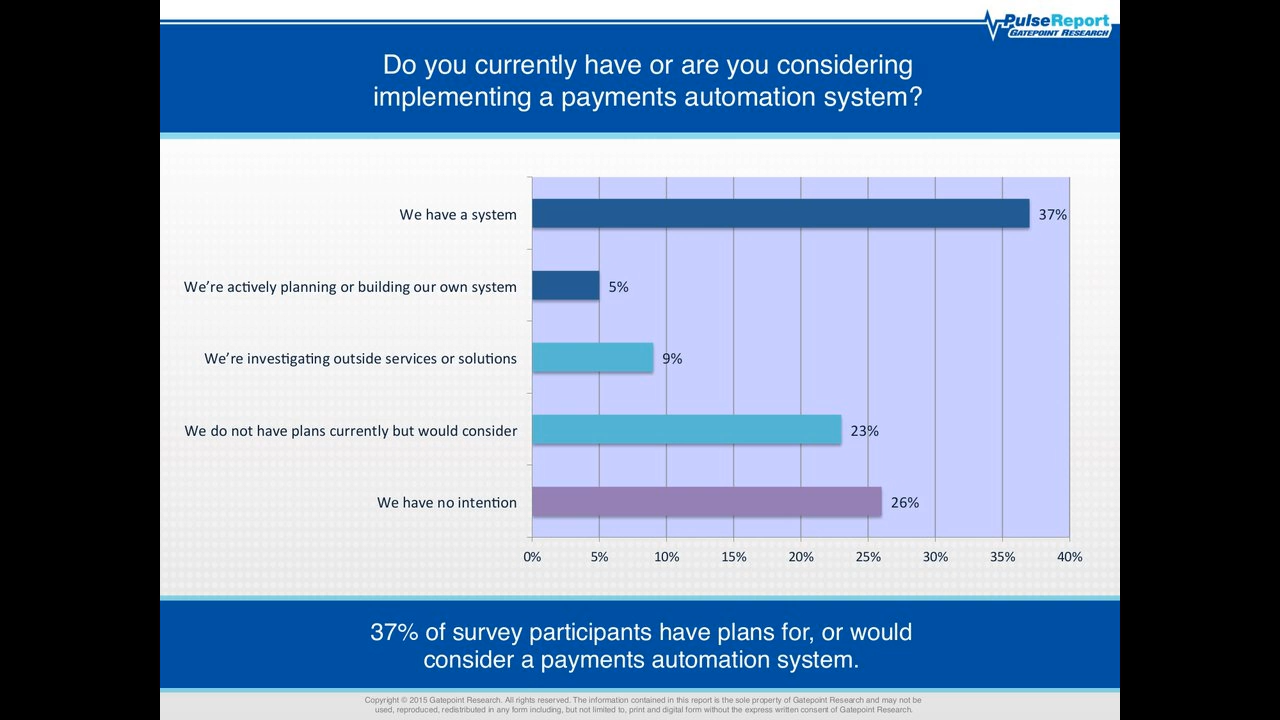 PulseReport
GATEPOINT RESEARCH
Do you currently have or are you considering
implementing a payments automation system?
We have a system
37%
We’re actively planning or building our own system
5%
We’re investigating outside services or solutions
9%
We do not have plans currently but would consider
23%
We have no intention
26%
0% 5% 10% 15% 20% 25% 30% 35% 40%
37% of survey participants have plans for, or would
consider a payments automation system.
Copyright © 2015 Gatepoint Research. All rights reserved. The information contained in this report is the sole property of Gatepoint Research and may not be
used, reproduced, redistributed in any form including, but not limited to, print and digital form without the express written consent of Gatepoint Research.